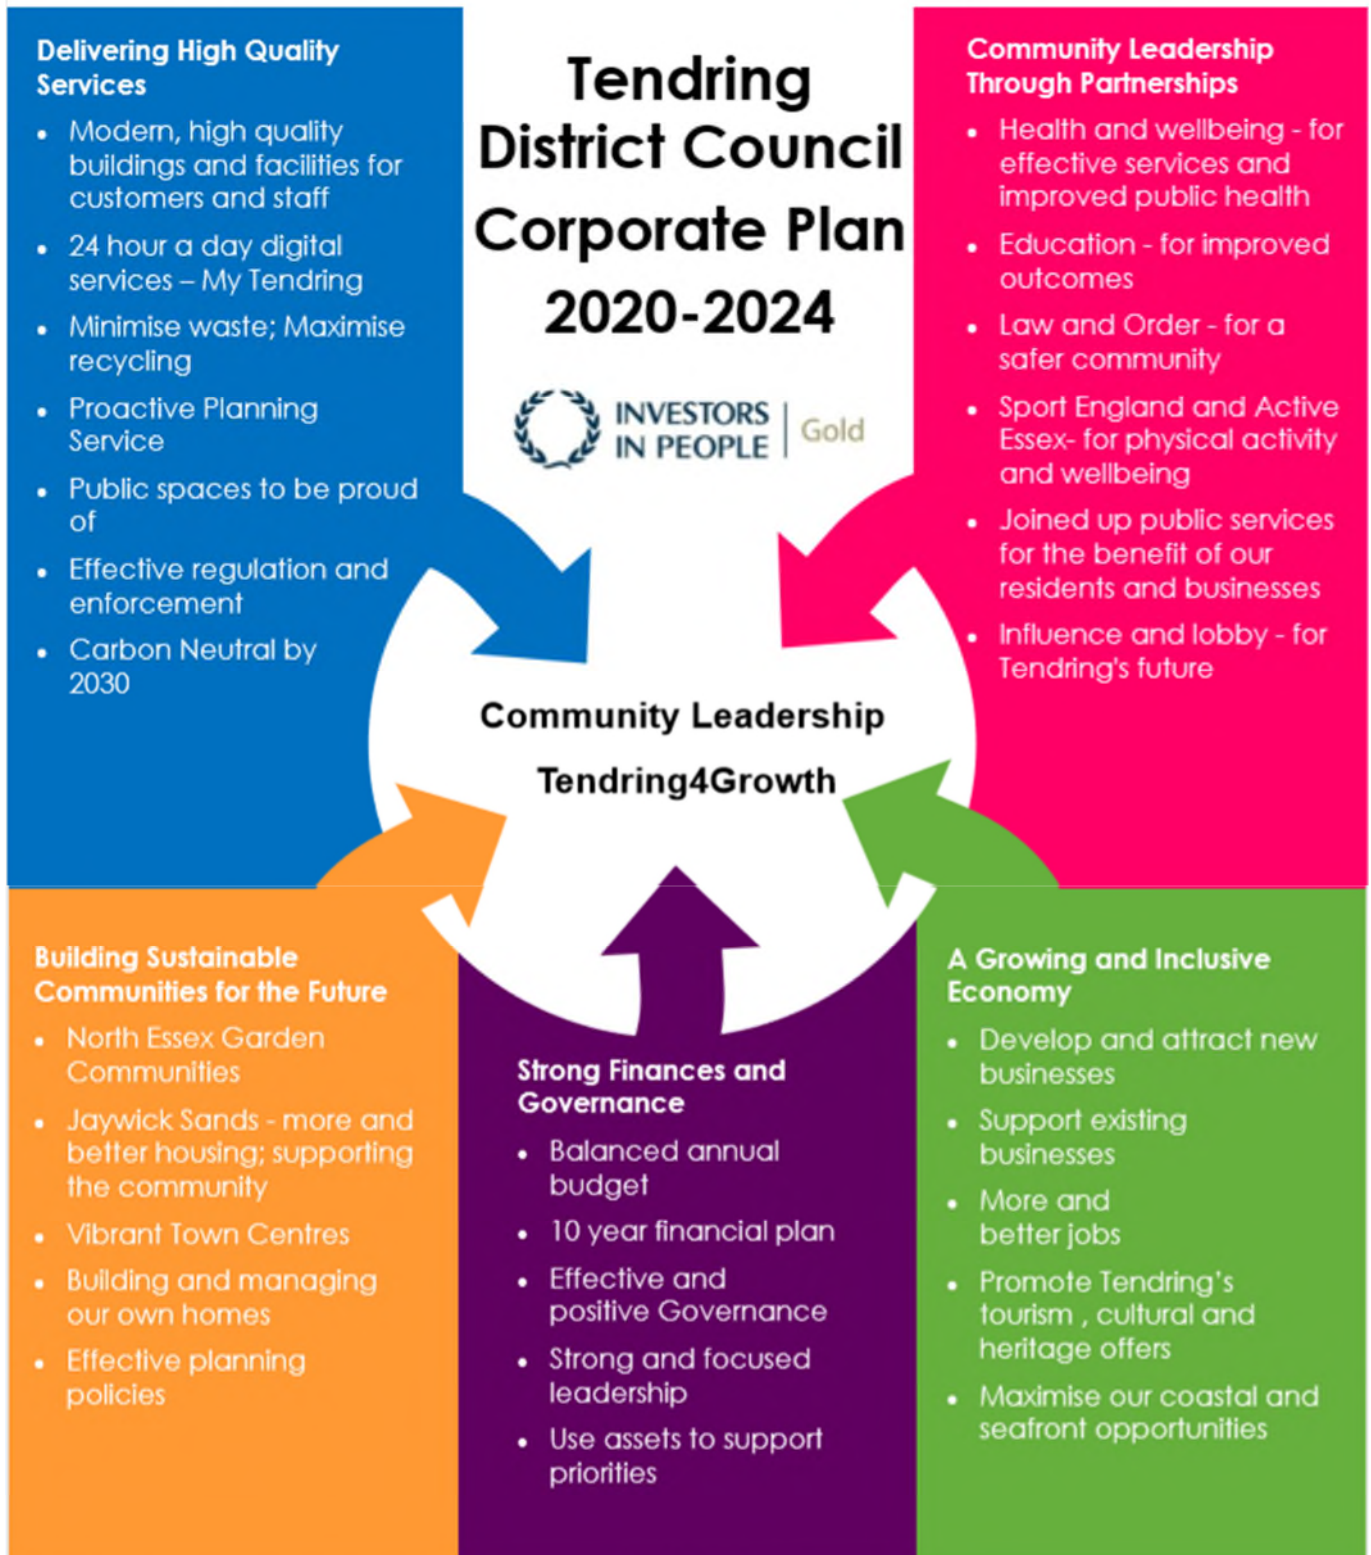 Delivering High Quality
Services
• Modern, high quality
buildings and facilities for
customers and staff
• 24 hour a day digital
services – My Tendring
• Minimise waste; Maximise
recycling
• Proactive Planning
Service
• Public spaces to be proud
of
• Effective regulation and
enforcement
• Carbon Neutral by
2030
Tendring
District Council
Corporate Plan
2020-2024
INVESTORS
IN PEOPLE
Gold
Community Leadership
Through Partnerships
• Health and wellbeing - for
effective services and
improved public health
• Education - for improved
outcomes
• Law and Order - for a
safer community
• Sport England and Active
Essex- for physical activity
and wellbeing
• Joined up public services
for the benefit of our
residents and businesses
• Influence and lobby - for
Tendring's future
Community Leadership
Tendring4Growth
Building Sustainable
Communities for the Future
• North Essex Garden
Communities
• Jaywick Sands - more and
better housing; supporting
the community
• Vibrant Town Centres
• Building and managing
our own homes
• Effective planning
policies
Strong Finances and
Governance
• Balanced annual
budget
• 10 year financial plan
• Effective and
positive Governance
• Strong and focused
leadership
• Use assets to support
priorities
A Growing and Inclusive
Economy
• Develop and attract new
businesses
• Support existing
businesses
• More and
better jobs
• Promote Tendring’s
tourism , cultural and
heritage offers
• Maximise our coastal and
seafront opportunities